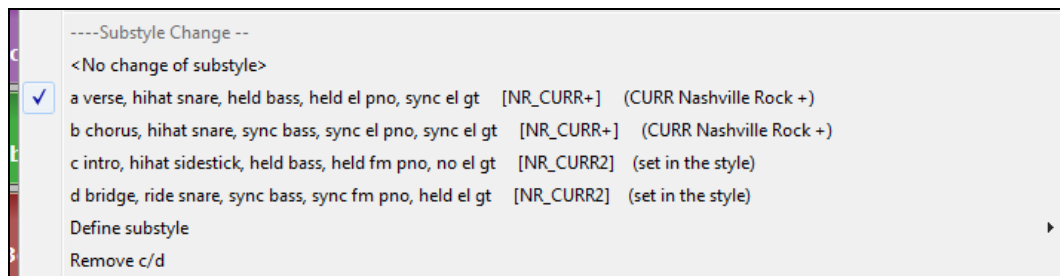 ----Substyle Change --
<No change of substyle>
a verse, hihat snare, held bass, held el pno, sync el gt [NR_CURR+] (CURR Nashville Rock +)
b chorus, hihat snare, sync bass, sync el pno, sync el gt [NR_CURR+] (CURR Nashville Rock +)
c intro, hihat sidestick, held bass, held fm pno, no el gt [NR_CURR2] (set in the style)
d bridge, ride snare, sync bass, sync fm pno, held el gt [NR_CURR2] (set in the style)
Define substyle
Remove c/d